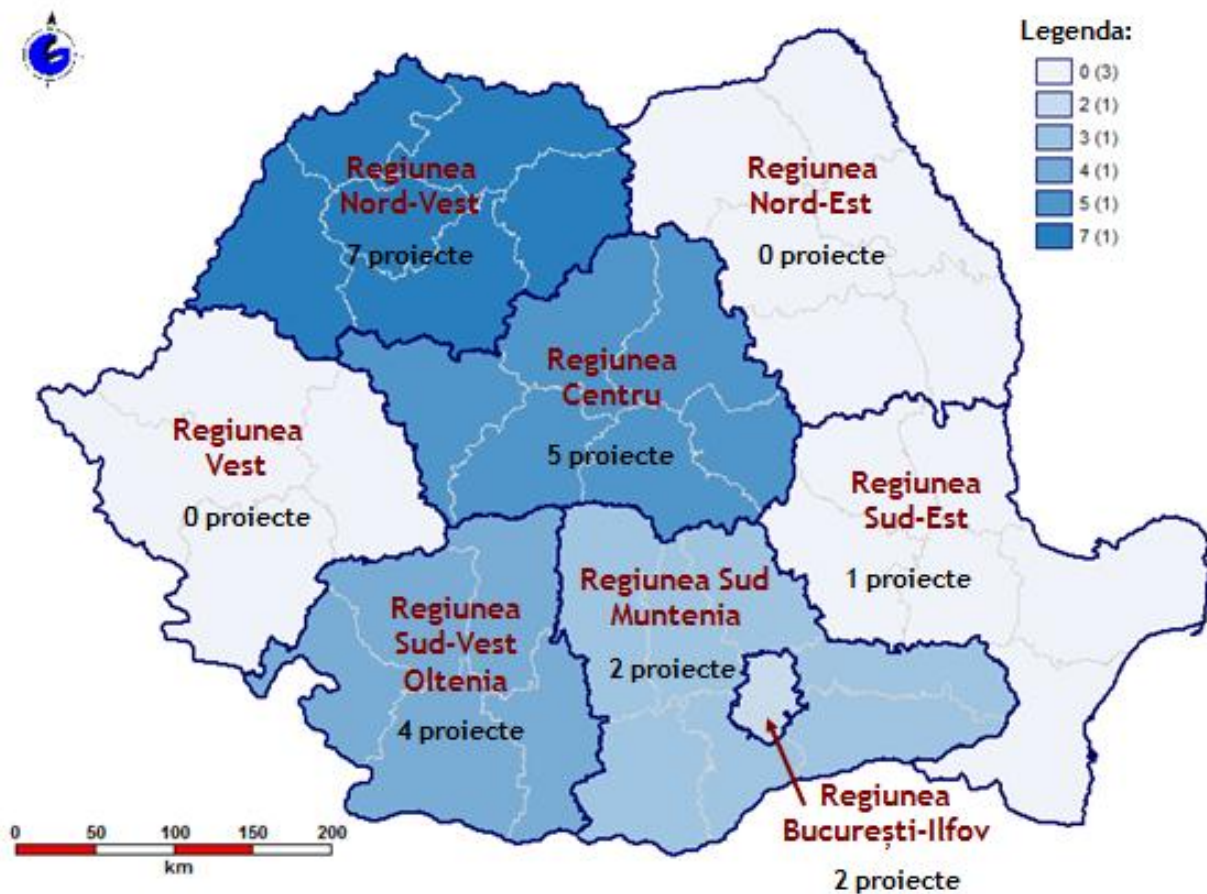 Legenda:
0 (3)
2 (1)
3 (1)
4 (1)
5 (1)
7 (1)
Regiunea
Nord-Vest
7 proiecte
Regiunea
Nord-Est
0 proiecte
Regiunea
Centru
5 proiecte
Regiunea
Vest
0 proiecte
Regiunea
Sud-Est
1 proiecte
Regiunea Sud
Muntenia
2 proiecte
Regiunea
Sud-Vest
Oltenia
4 proiecte
Regiunea
București-Ilfov
2 proiecte
0 50 100 150 200
km